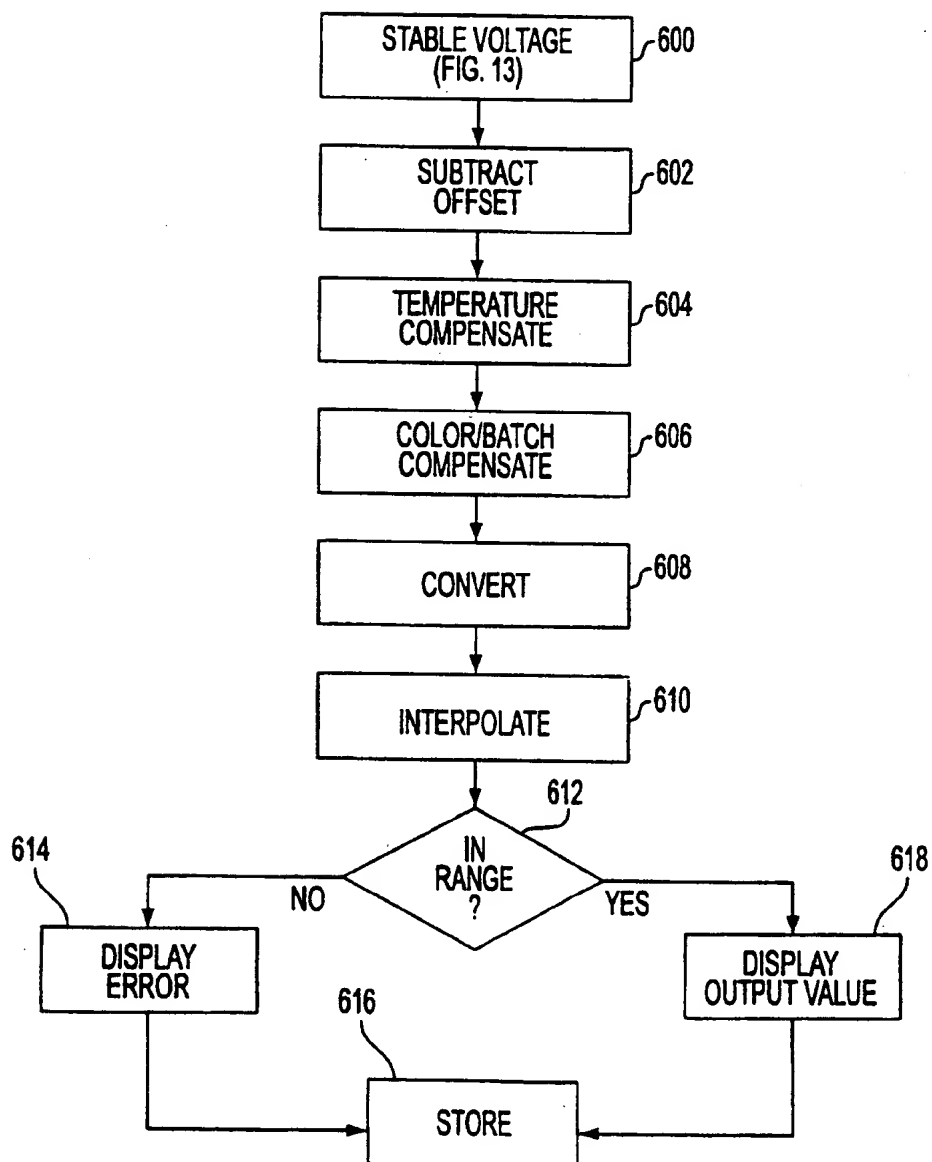 STABLE VOLTAGE
(FIG. 13)
600
SUBTRACT
OFFSET
602
TEMPERATURE
COMPENSATE
604
COLOR/BATCH
COMPENSATE
606
CONVERT
608
INTERPOLATE
610
612
IN
RANGE
?
NO
YES
614
DISPLAY
ERROR
618
DISPLAY
OUTPUT VALUE
616
STORE